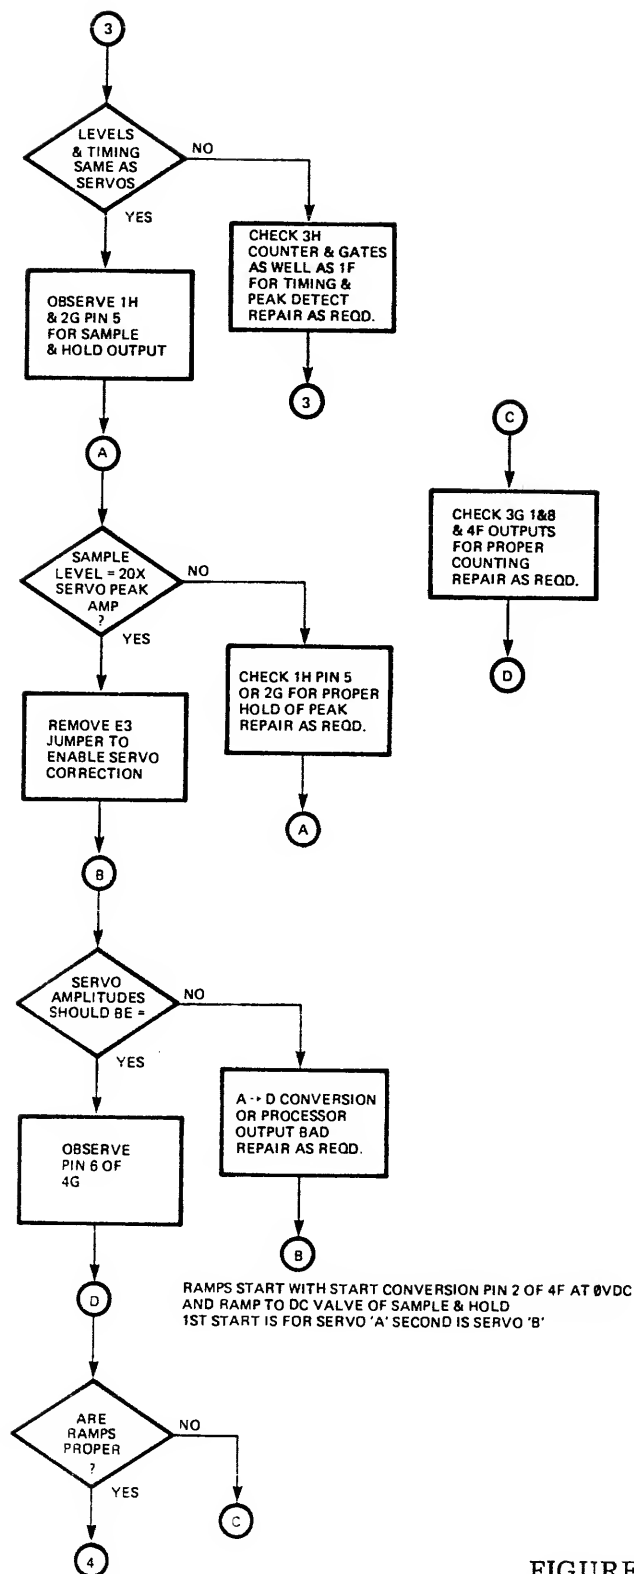 3
LEVELS
& TIMING
SAME AS
SERVOS
NO
YES
CHECK 3H
COUNTER & GATES
AS WELL AS 1F
FOR TIMING &
PEAK DETECT
REPAIR AS REQD.
3
OBSERVE 1H
& 2G PIN 5
FOR SAMPLE
& HOLD OUTPUT
A
C
CHECK 3G 1&8
& 4F OUTPUTS
FOR PROPER
COUNTING
REPAIR AS REQD.
D
SAMPLE
LEVEL = 20X
SERVO PEAK
AMP
?
NO
YES
CHECK 1H PIN 5
OR 2G FOR PROPER
HOLD OF PEAK
REPAIR AS REQD.
A
REMOVE E3
JUMPER TO
ENABLE SERVO
CORRECTION
B
SERVO
AMPLITUDES
SHOULD BE =
NO
YES
A → D CONVERSION
OR PROCESSOR
OUTPUT BAD
REPAIR AS REQD.
B
OBSERVE
PIN 6 OF
4G
D
RAMPS START WITH START CONVERSION PIN 2 OF 4F AT 0VDC
AND RAMP TO DC VALVE OF SAMPLE & HOLD
1ST START IS FOR SERVO 'A' SECOND IS SERVO 'B'
ARE
RAMPS
PROPER
?
NO
YES
C
4
FIGURE